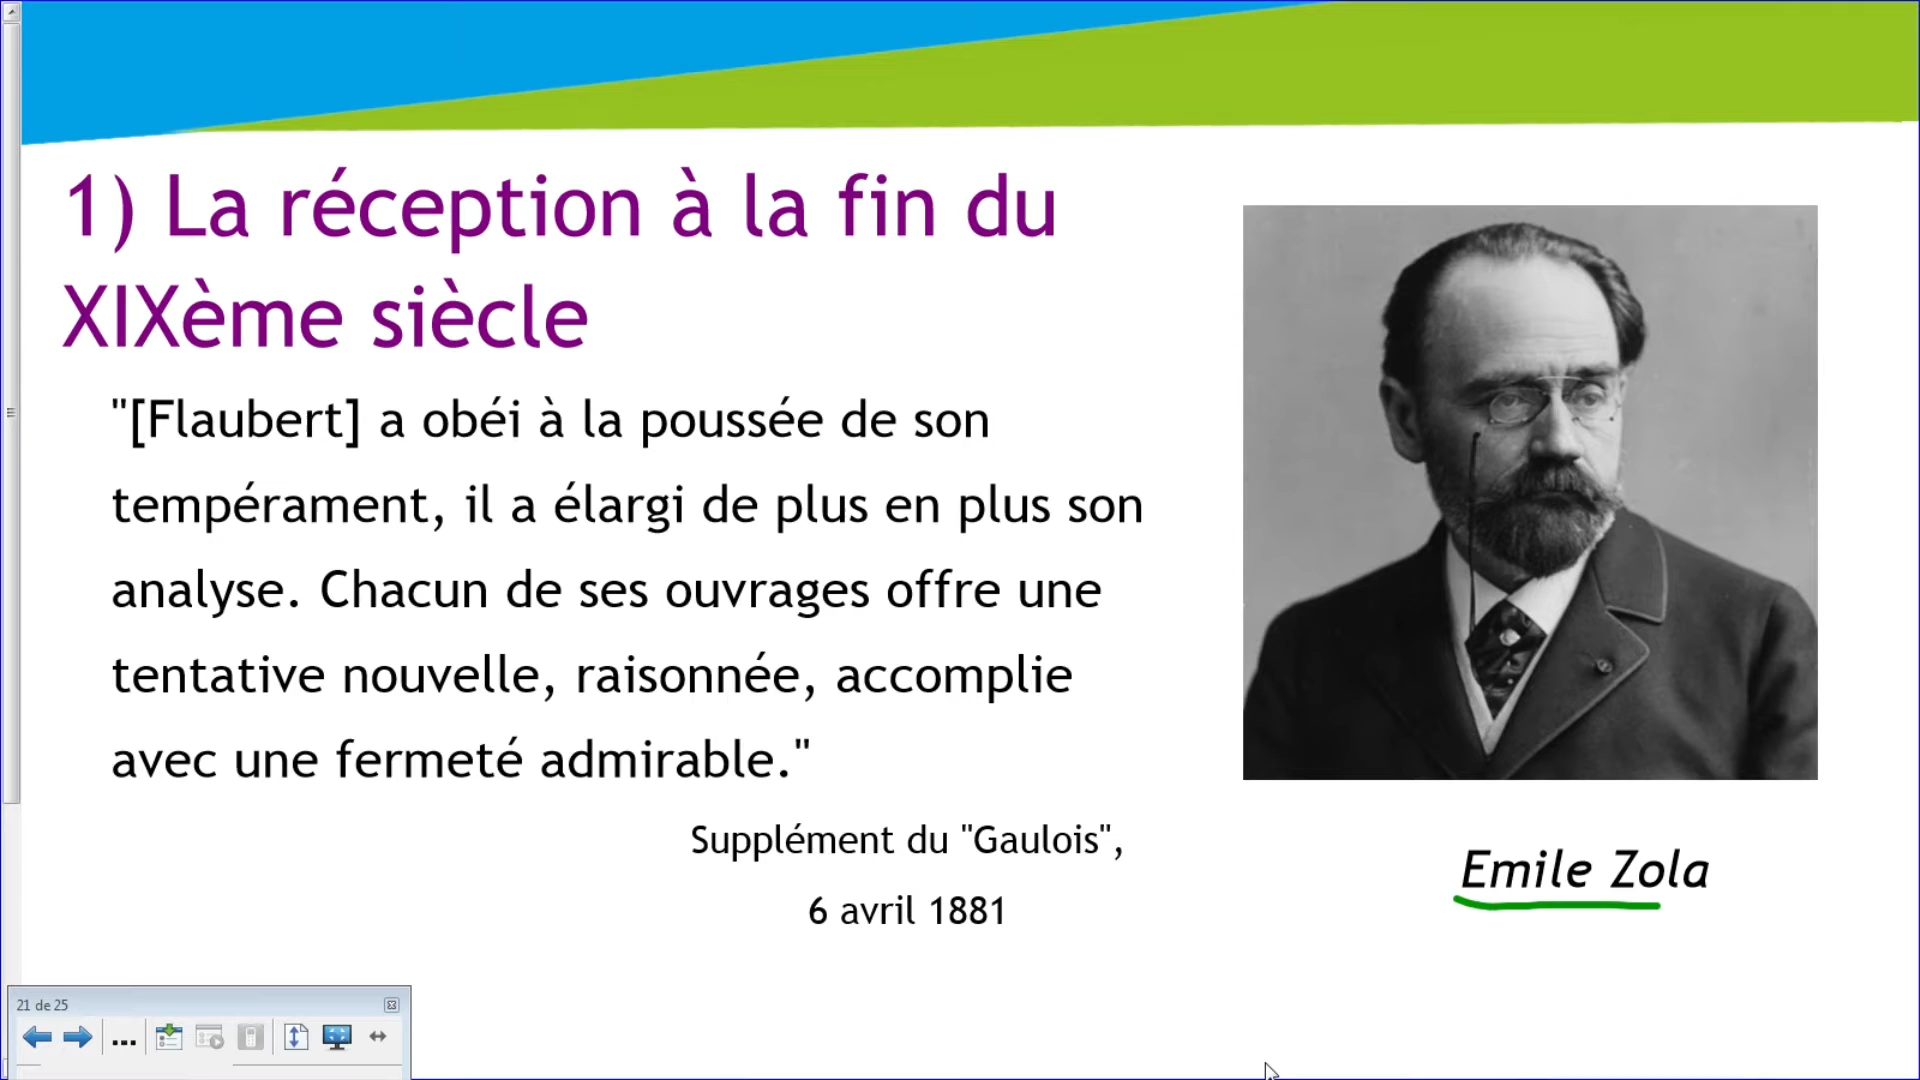 1) La réception à la fin du
XIXème siècle
"[Flaubert] a obéi à la poussée de son
tempérament, il a élargi de plus en plus son
analyse. Chacun de ses ouvrages offre une
tentative nouvelle, raisonnée, accomplie
avec une fermeté admirable."
Supplément du "Gaulois",
6 avril 1881
Emile Zola
21 de 25
...